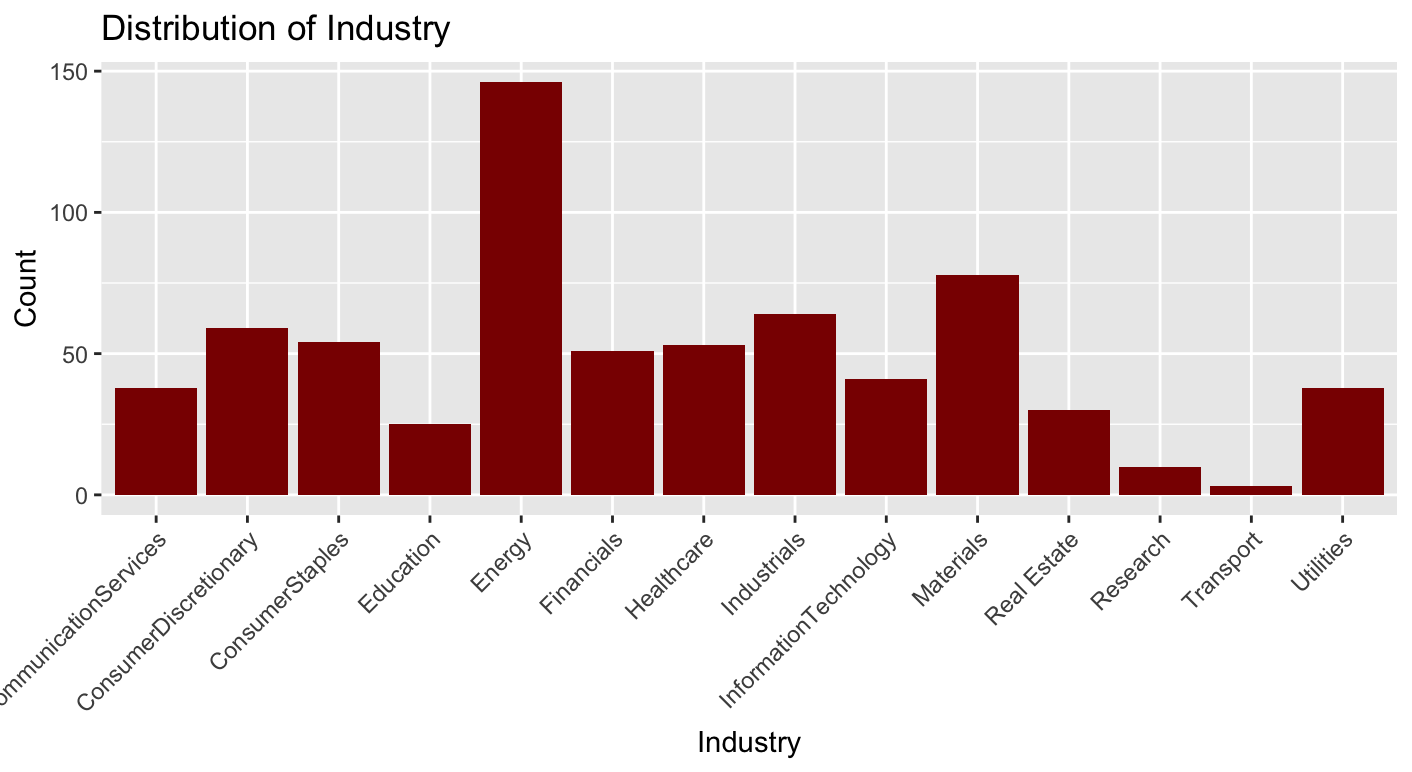 Distribution of Industry
150
100
50
0
Count
ommunicationServices
ConsumerDiscretionary
ConsumerStaples
Education
Energy
Financials
Healthcare
Industrials
InformationTechnology
Materials
Real Estate
Research
Transport
Utilities
Industry